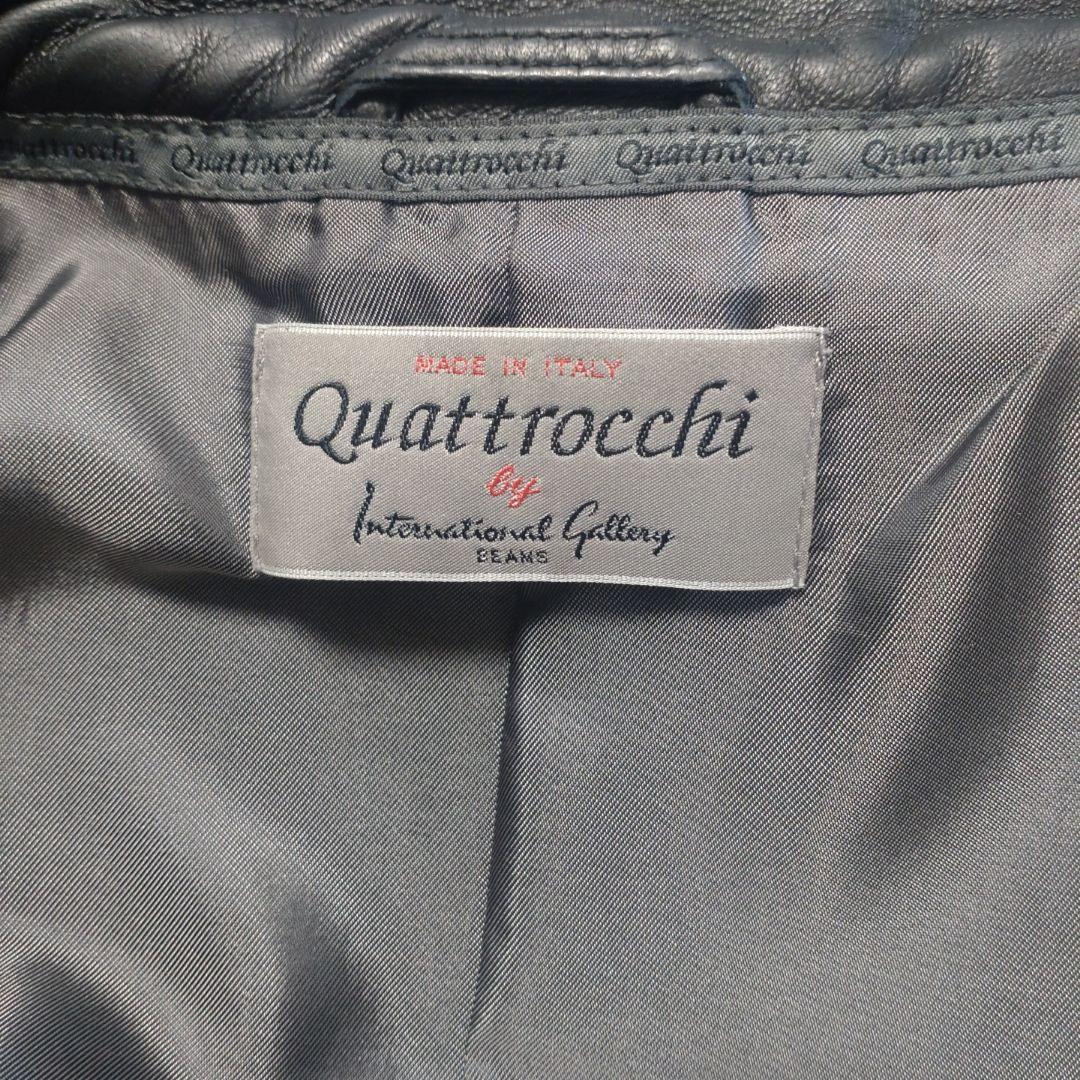 Quattrocchi Quattrocchi Quattrocchi Quattrocchi Quattrocchi
MADE IN ITALY
Quattrocchi
by
International Gallery
BEAMS